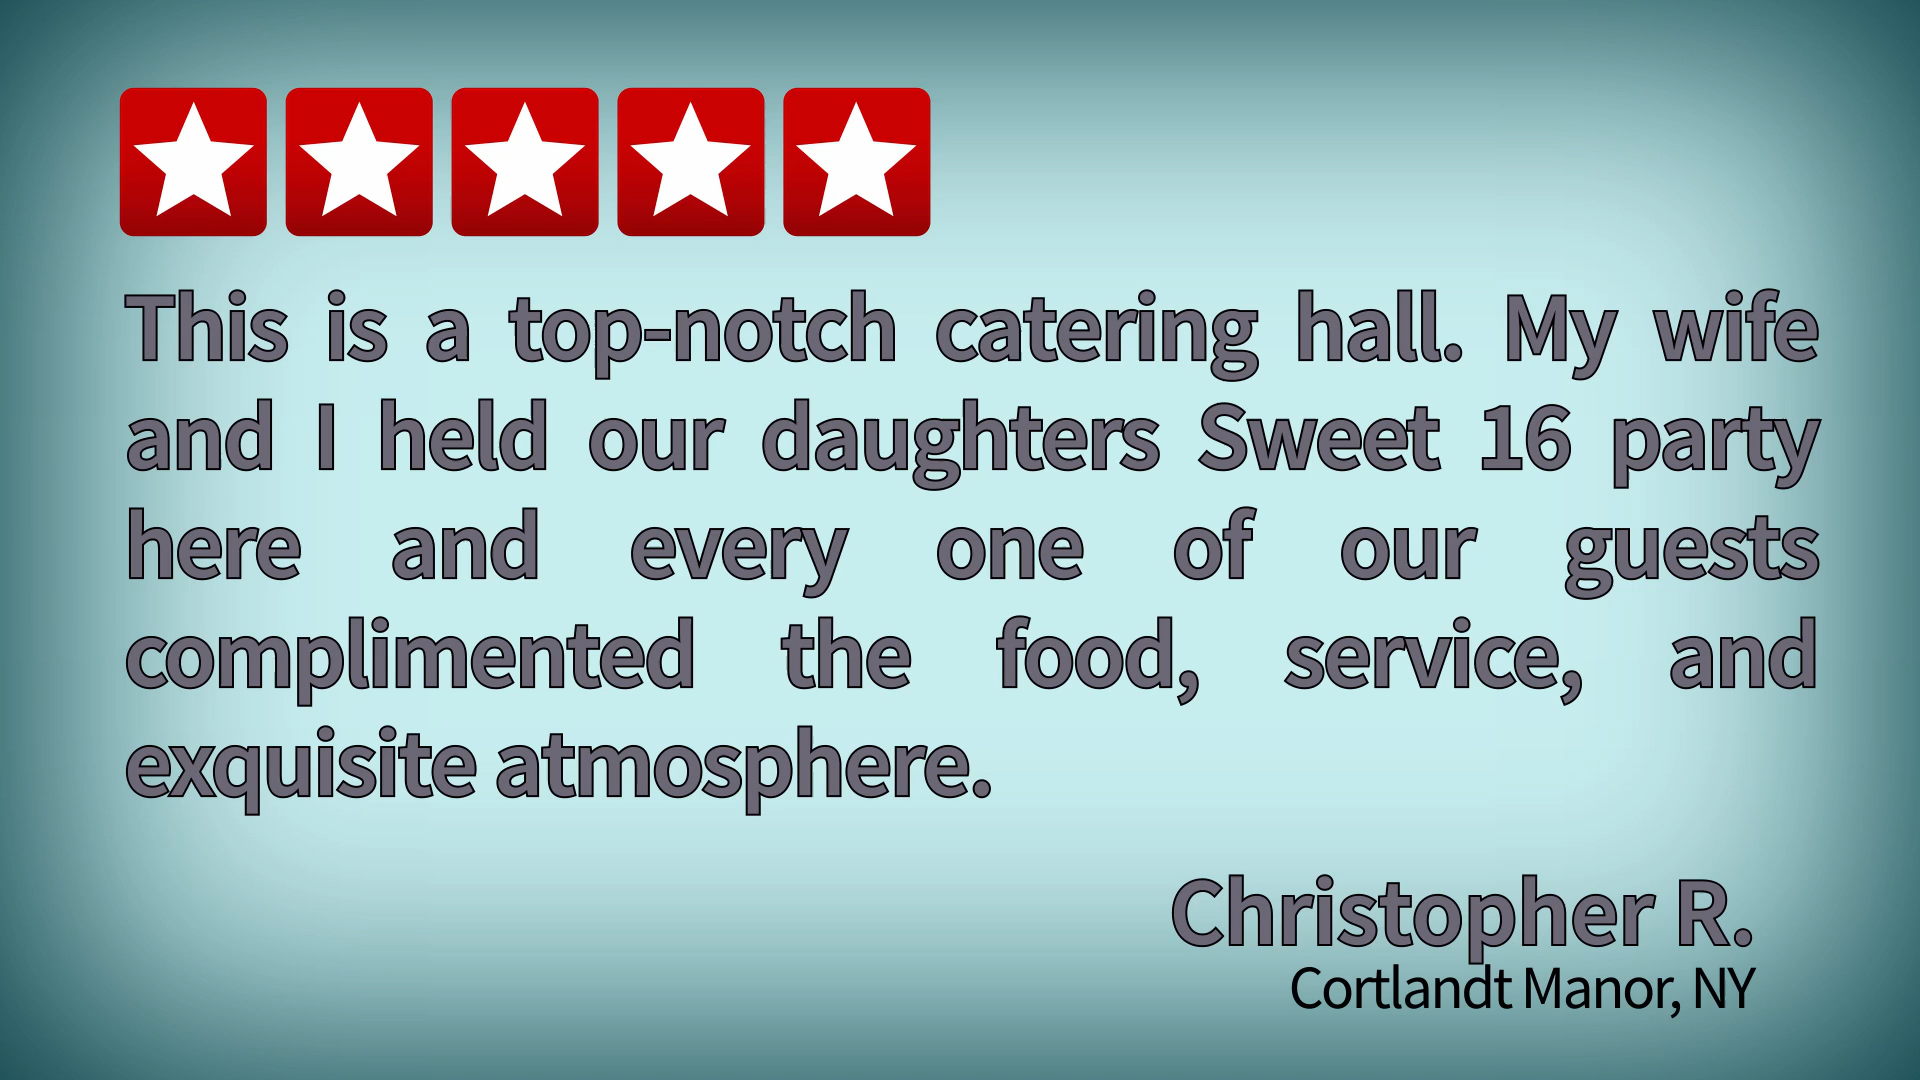 This is a top-notch catering hall. My wife
and I held our daughters Sweet 16 party
here and every one of our guests
complimented the food, service, and
exquisite atmosphere.
Christopher R.
Cortlandt Manor, NY